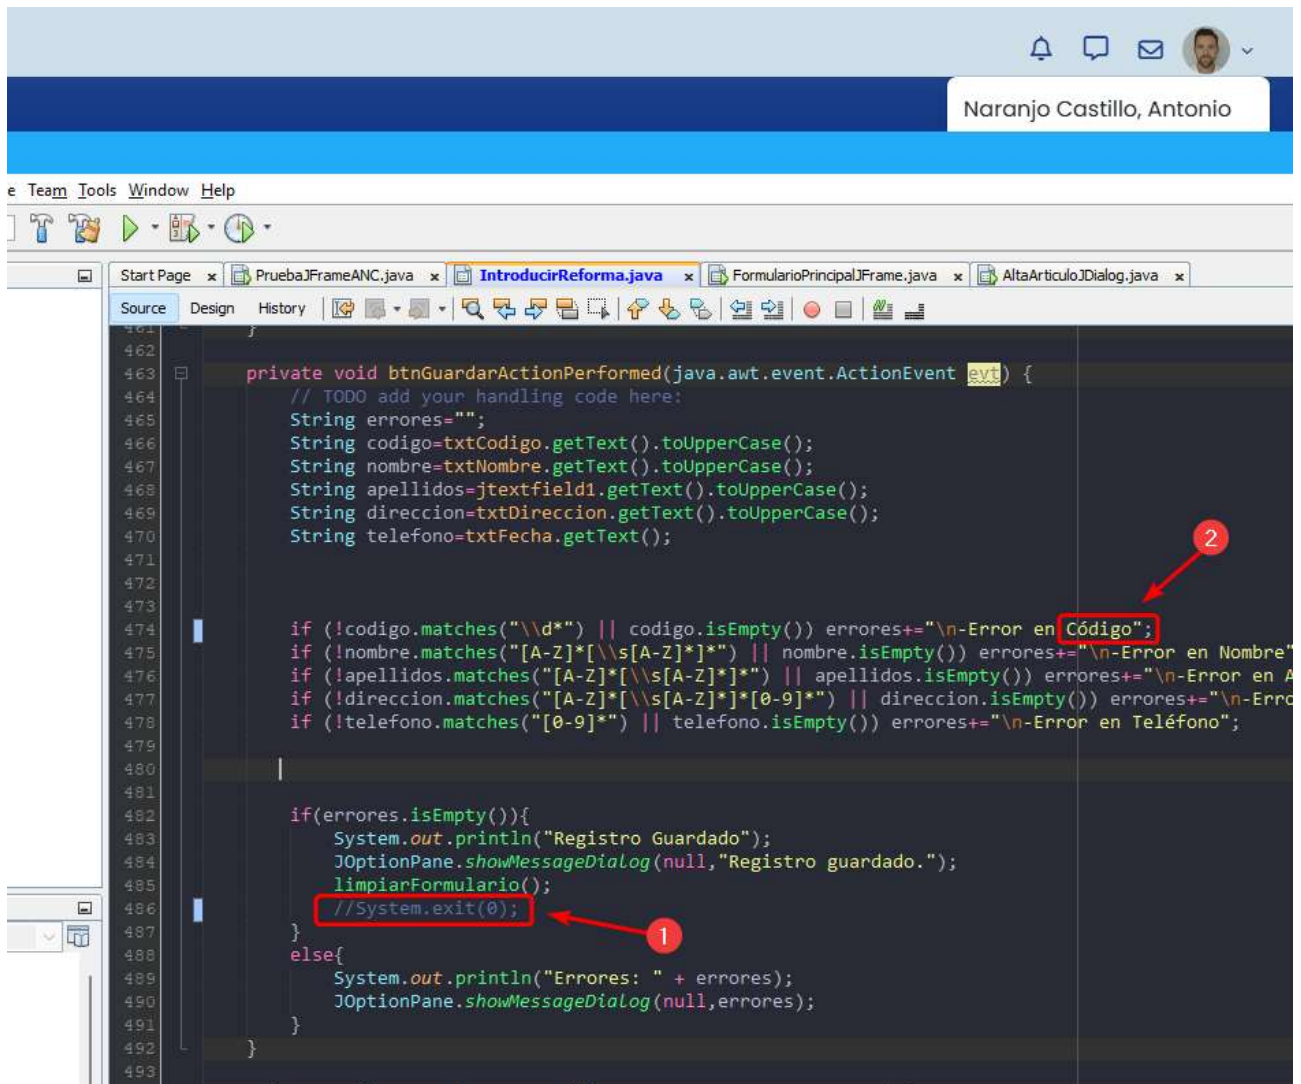 Naranjo Castillo, Antonio
e Team Tools Window Help
Start Page x PruebaJFrameANC.java x IntroducirReforma.java x FormularioPrincipalJFrame.java x AltaArticuloJDialog.java x
Source Design History
461 }
462
463 private void btnGuardarActionPerformed(java.awt.event.ActionEvent evt) {
464 // TODO add your handling code here:
465 String errores="";
466 String codigo=txtCodigo.getText().toUpperCase();
467 String nombre=txtNombre.getText().toUpperCase();
468 String apellidos=jtextfield1.getText().toUpperCase();
469 String direccion=txtDireccion.getText().toUpperCase();
470 String telefono=txtFecha.getText();
2
471
472
473
474 if (!codigo.matches("\\d*") || codigo.isEmpty()) errores+="\n-Error en Código";
475 if (!nombre.matches("[A-Z]*[\\s[A-Z]*]*") || nombre.isEmpty()) errores+="\n-Error en Nombre"
476 if (!apellidos.matches("[A-Z]*[\\s[A-Z]*]*") || apellidos.isEmpty()) errores+="\n-Error en A
477 if (!direccion.matches("[A-Z]*[\\s[A-Z]*]*[0-9]*") || direccion.isEmpty()) errores+="\n-Erro
478 if (!telefono.matches("[0-9]*") || telefono.isEmpty()) errores+="\n-Error en Teléfono";
479
480
481
482 if(errores.isEmpty()){
483 System.out.println("Registro Guardado");
484 JOptionPane.showMessageDialog(null,"Registro guardado.");
485 limpiarFormulario();
486 //System.exit(0);
1
487 }
488 else{
489 System.out.println("Errores: " + errores);
490 JOptionPane.showMessageDialog(null,errores);
491 }
492 }
493